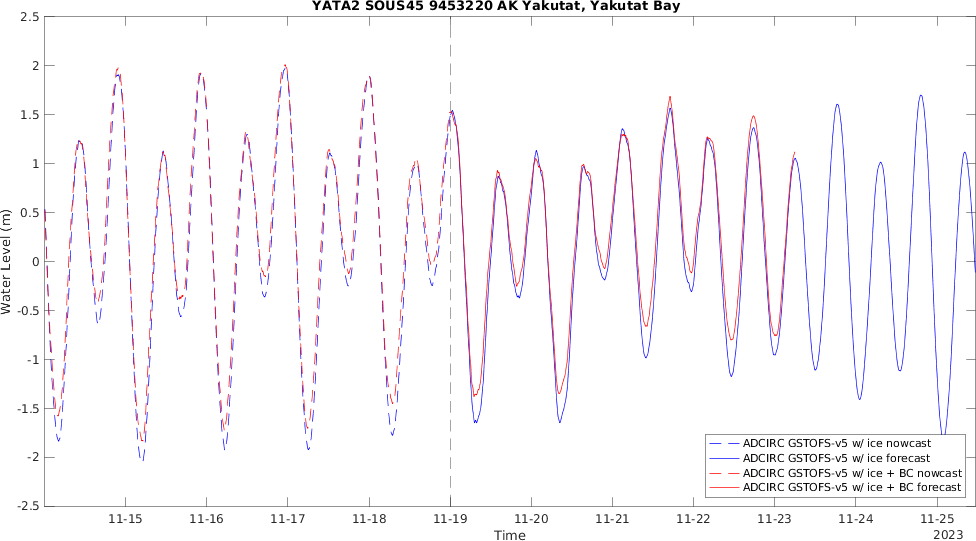 YATA2 SOUS45 9453220 AK Yakutat, Yakutat Bay
2.5
2
1.5
1
0.5
0
-0.5
-1
-1.5
-2
-2.5
Water Level (m)
11-15 11-16 11-17 11-18 11-19 11-20 11-21 11-22 11-23 11-24 11-25
Time
2023
ADCIRC GSTOFS-v5 w/ ice nowcast
ADCIRC GSTOFS-v5 w/ ice forecast
ADCIRC GSTOFS-v5 w/ ice + BC nowcast
ADCIRC GSTOFS-v5 w/ ice + BC forecast